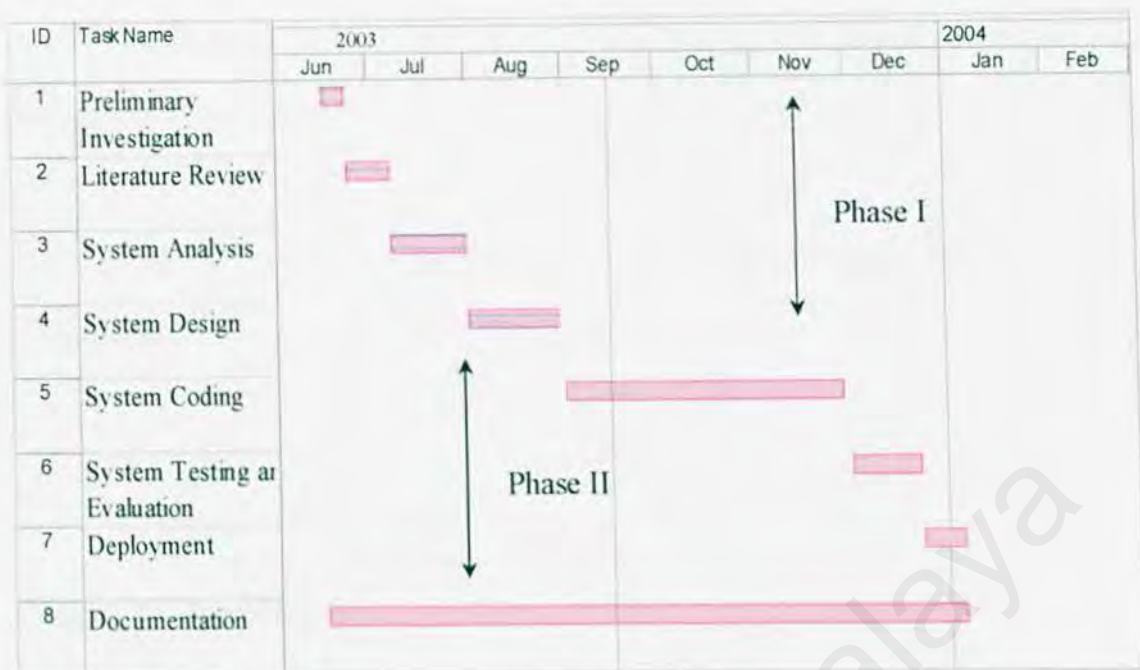 ID Task Name 2003 2004
Jun Jul Aug Sep Oct Nov Dec Jan Feb
1 Preliminary
Investigation
2 Literature Review
Phase I
3 System Analysis
4 System Design
5 System Coding
6 System Testing ar
Evaluation
Phase II
7 Deployment
8 Documentation
alaya